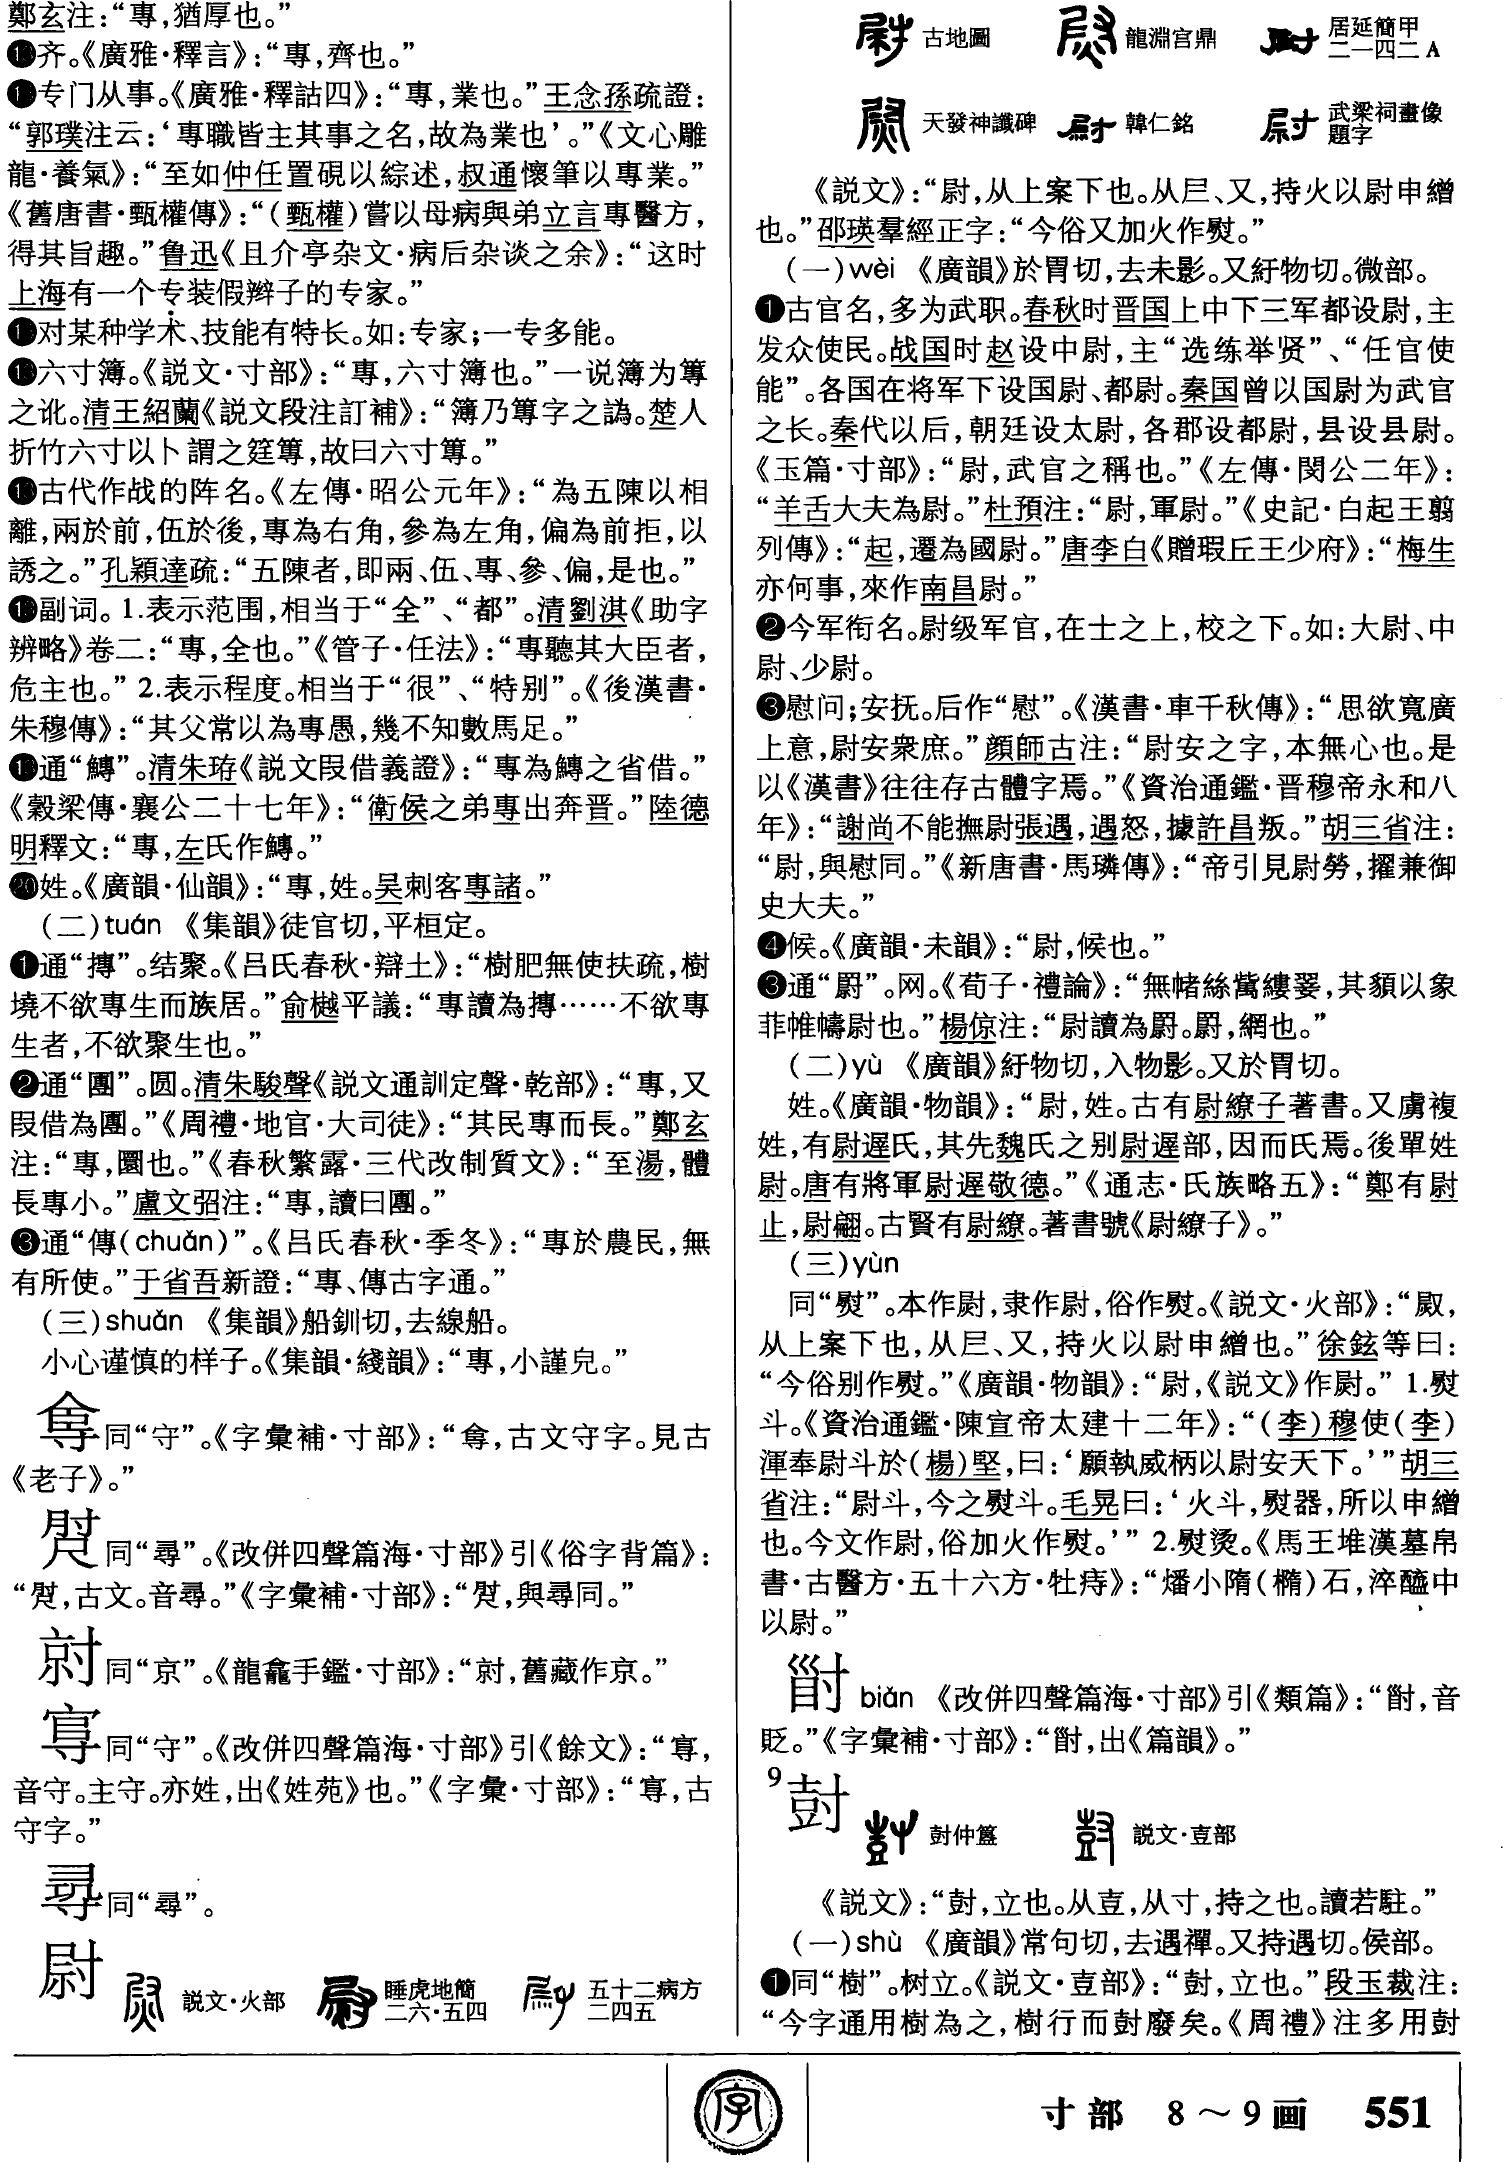 鄭玄注：“專，猶厚也。”
齐。《廣雅·釋言》：“專，齊也。”
专门从事。《廣雅·釋詁四》：“專，業也。”王念孫疏證：
“郭璞注云：‘專職皆主其事之名，故為業也’。”《文心雕
龍·養氣》：“至如仲任置硯以綜述，叔通懷筆以專業。”
《舊唐書·甄權傳》：“（甄權）嘗以母病與弟立言專醫方，
得其旨趣。”鲁迅《且介亭杂文·病后杂谈之余》：“这时
上海有一个专装假辫子的专家。”
对某种学术、技能有特长。如：专家；一专多能。
六寸簿。《説文·寸部》：“專，六寸簿也。”一说簿为篿
之讹。清王紹蘭《説文段注訂補》：“簿乃篿字之譌。楚人
折竹六寸以卜謂之筳篿，故曰六寸篿。”
古代作战的阵名。《左傳·昭公元年》：“為五陳以相
離，兩於前，伍於後，專為右角，參為左角，偏為前拒，以
誘之。”孔穎達疏：“五陳者，即兩、伍、專、參、偏，是也。”
副词。1.表示范围，相当于“全”、“都”。清劉淇《助字
辨略》卷二：“專，全也。”《管子·任法》：“專聽其大臣者，
危主也。” 2.表示程度。相当于“很”、“特别”。《後漢書·
朱穆傳》：“其父常以為專愚，幾不知數馬足。”
通“鱄”。清朱珔《説文叚借義證》：“專為鱄之省借。”
《穀梁傳·襄公二十七年》：“衛侯之弟專出奔晋。”陸德
明釋文：“專，左氏作鱄。”
⓴姓。《廣韻·仙韻》：“專，姓。吴刺客專諸。”
（二）tuán 《集韻》徒官切，平桓定。
❶通“摶”。结聚。《吕氏春秋·辯土》：“樹肥無使扶疏，樹
墝不欲專生而族居。”俞樾平議：“專讀為摶……不欲專
生者，不欲聚生也。”
❷通“團”。圆。清朱駿聲《説文通訓定聲·乾部》：“專，又
叚借為團。”《周禮·地官·大司徒》：“其民專而長。”鄭玄
注：“專，圜也。”《春秋繁露·三代改制質文》：“至湯，體
長專小。”盧文弨注：“專，讀曰團。”
❸通“傳（chuán）”。《吕氏春秋·季冬》：“專於農民，無
有所使。”于省吾新證：“專、傳古字通。”
（三）shuǎn 《集韻》船釧切，去線船。
小心谨慎的样子。《集韻·綫韻》：“專，小謹皃。”
同“守”。《字彙補·寸部》：“，古文守字。見古
《老子》。”
同“尋”。《改併四聲篇海·寸部》引《俗字背篇》：
“，古文。音尋。”《字彙補·寸部》：“，與尋同。”
同“京”。《龍龕手鑑·寸部》：“，舊藏作京。”
同“守”。《改併四聲篇海·寸部》引《餘文》：“，
音守。主守。亦姓，出《姓苑》也。”《字彙·寸部》：“，古
守字。”
同“尋”。
尉 説文·火部 睡虎地簡二六·五四 五十二病方二四五
古地圖 龍淵宫鼎 居延簡甲二一四二 A
天發神讖碑 韓仁銘 武梁祠畫像題字
《説文》：“尉，从上案下也。从𡰥、又，持火以尉申繒
也。”邵瑛羣經正字：“今俗又加火作熨。”
（一）wèi 《廣韻》於胃切，去未影。又紆物切。微部。
❶古官名，多为武职。春秋时晋国上中下三军都设尉，主
发众使民。战国时赵设中尉，主“选练举贤”、“任官使
能”。各国在将军下设国尉、都尉。秦国曾以国尉为武官
之长。秦代以后，朝廷设太尉，各郡设都尉，县设县尉。
《玉篇·寸部》：“尉，武官之稱也。”《左傳·閔公二年》：
“羊舌大夫為尉。”杜預注：“尉，軍尉。”《史記·白起王翦
列傳》：“起，遷為國尉。”唐李白《贈瑕丘王少府》：“梅生
亦何事，來作南昌尉。”
❷今军衔名。尉级军官，在士之上，校之下。如：大尉、中
尉、少尉。
❸慰问；安抚。后作“慰”。《漢書·車千秋傳》：“思欲寬廣
上意，尉安衆庶。”顔師古注：“尉安之字，本無心也。是
以《漢書》往往存古體字焉。”《資治通鑑·晋穆帝永和八
年》：“謝尚不能撫尉張遇，遇怒，據許昌叛。”胡三省注：
“尉，與慰同。”《新唐書·馬璘傳》：“帝引見尉勞，擢兼御
史大夫。”
❹候。《廣韻·未韻》：“尉，候也。”
❸通“罻”。网。《荀子·禮論》：“無帾絲歶縷翣，其䫉以象
菲帷幬尉也。”楊倞注：“尉讀為罻。罻，網也。”
（二）yù 《廣韻》紆物切，入物影。又於胃切。
姓。《廣韻·物韻》：“尉，姓。古有尉繚子著書。又虜複
姓，有尉遲氏，其先魏氏之别尉遲部，因而氏焉。後單姓
尉。唐有將軍尉遲敬德。”《通志·氏族略五》：“鄭有尉
止，尉翩。古賢有尉繚。著書號《尉繚子》。”
（三）yùn
同“熨”。本作㷉，隶作尉，俗作熨。《説文·火部》：“㷉，
从上案下也，从𡰥、又，持火以尉申繒也。”徐鉉等曰：
“今俗别作熨。”《廣韻·物韻》：“尉，《説文》作㷉。” 1.熨
斗。《資治通鑑·陳宣帝太建十二年》：“（李）穆使（李）
渾奉尉斗於（楊）堅，曰：‘願執威柄以尉安天下。’”胡三
省注：“尉斗，今之熨斗。毛晃曰：‘火斗，熨器，所以申繒
也。今文作尉，俗加火作熨。’” 2.熨烫。《馬王堆漢墓帛
書·古醫方·五十六方·牡痔》：“燔小隋（橢）石，淬醯中
以尉。”
biǎn 《改併四聲篇海·寸部》引《類篇》：“，音
貶。”《字彙補·寸部》：“，出《篇韻》。”
9 尌 尌仲簋 説文·壴部
《説文》：“尌，立也。从壴，从寸，持之也。讀若駐。”
（一）shù 《廣韻》常句切，去遇禪。又持遇切。侯部。
❶同“樹”。树立。《説文·壴部》：“尌，立也。”段玉裁注：
“今字通用樹為之，樹行而尌廢矣。《周禮》注多用尌
字
寸部 8～9画 551